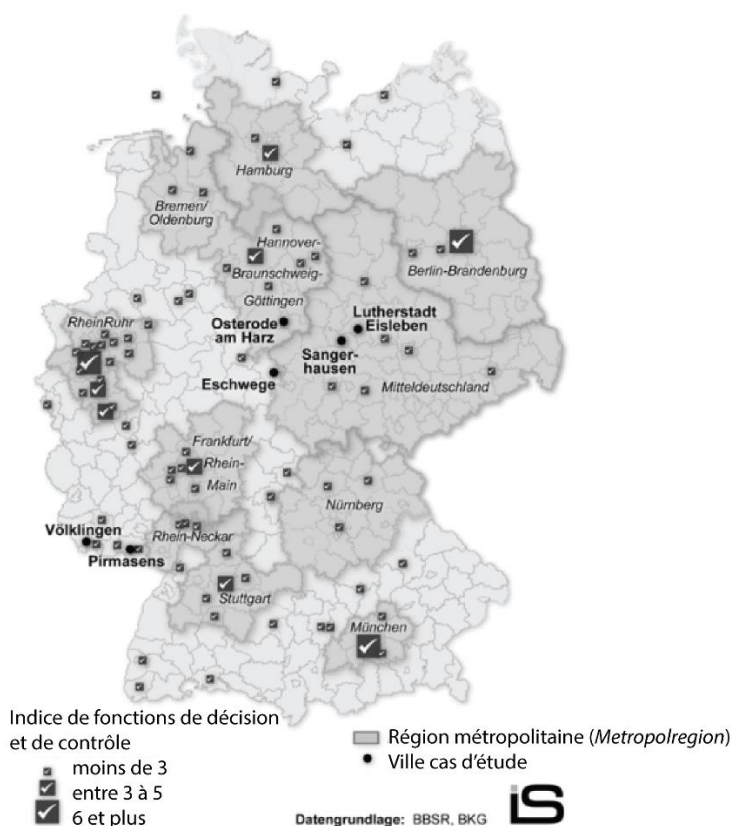 Hamburg
Bremen/
Oldenburg
Hannover-
Braunschweig-
Göttingen
Berlin-Brandenburg
RheinRuhr
Osterode
am Harz
Lutherstadt
Eisleben
Sanger-
hausen
Eschwege
Mitteldeutschland
Frankfurt/
Rhein-
Main
Nürnberg
Völklingen
Rhein-Neckar
Pirmasens
Stuttgart
München
Indice de fonctions de décision
et de contrôle
moins de 3
entre 3 à 5
6 et plus
Région métropolitaine (Metropolregion)
Ville cas d'étude
Datengrundlage: BBSR, BKG
iS